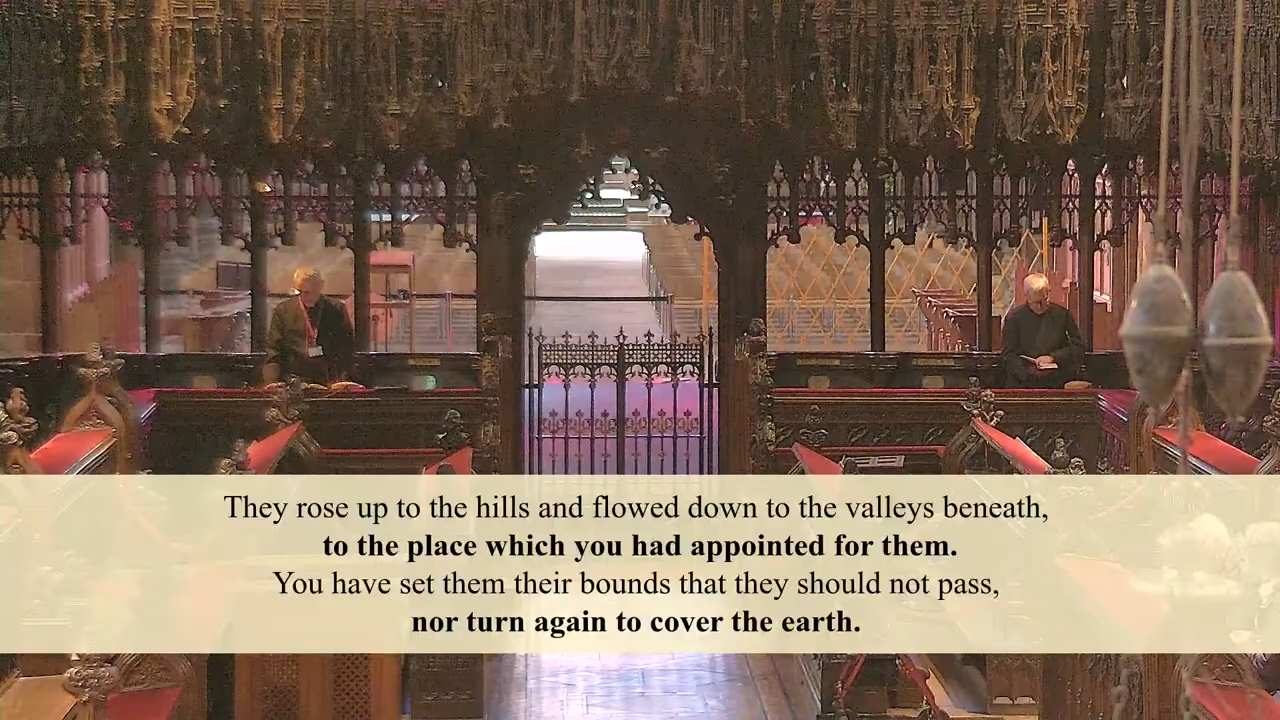 They rose up to the hills and flowed down to the valleys beneath,
to the place which you had appointed for them.
You have set them their bounds that they should not pass,
nor turn again to cover the earth.